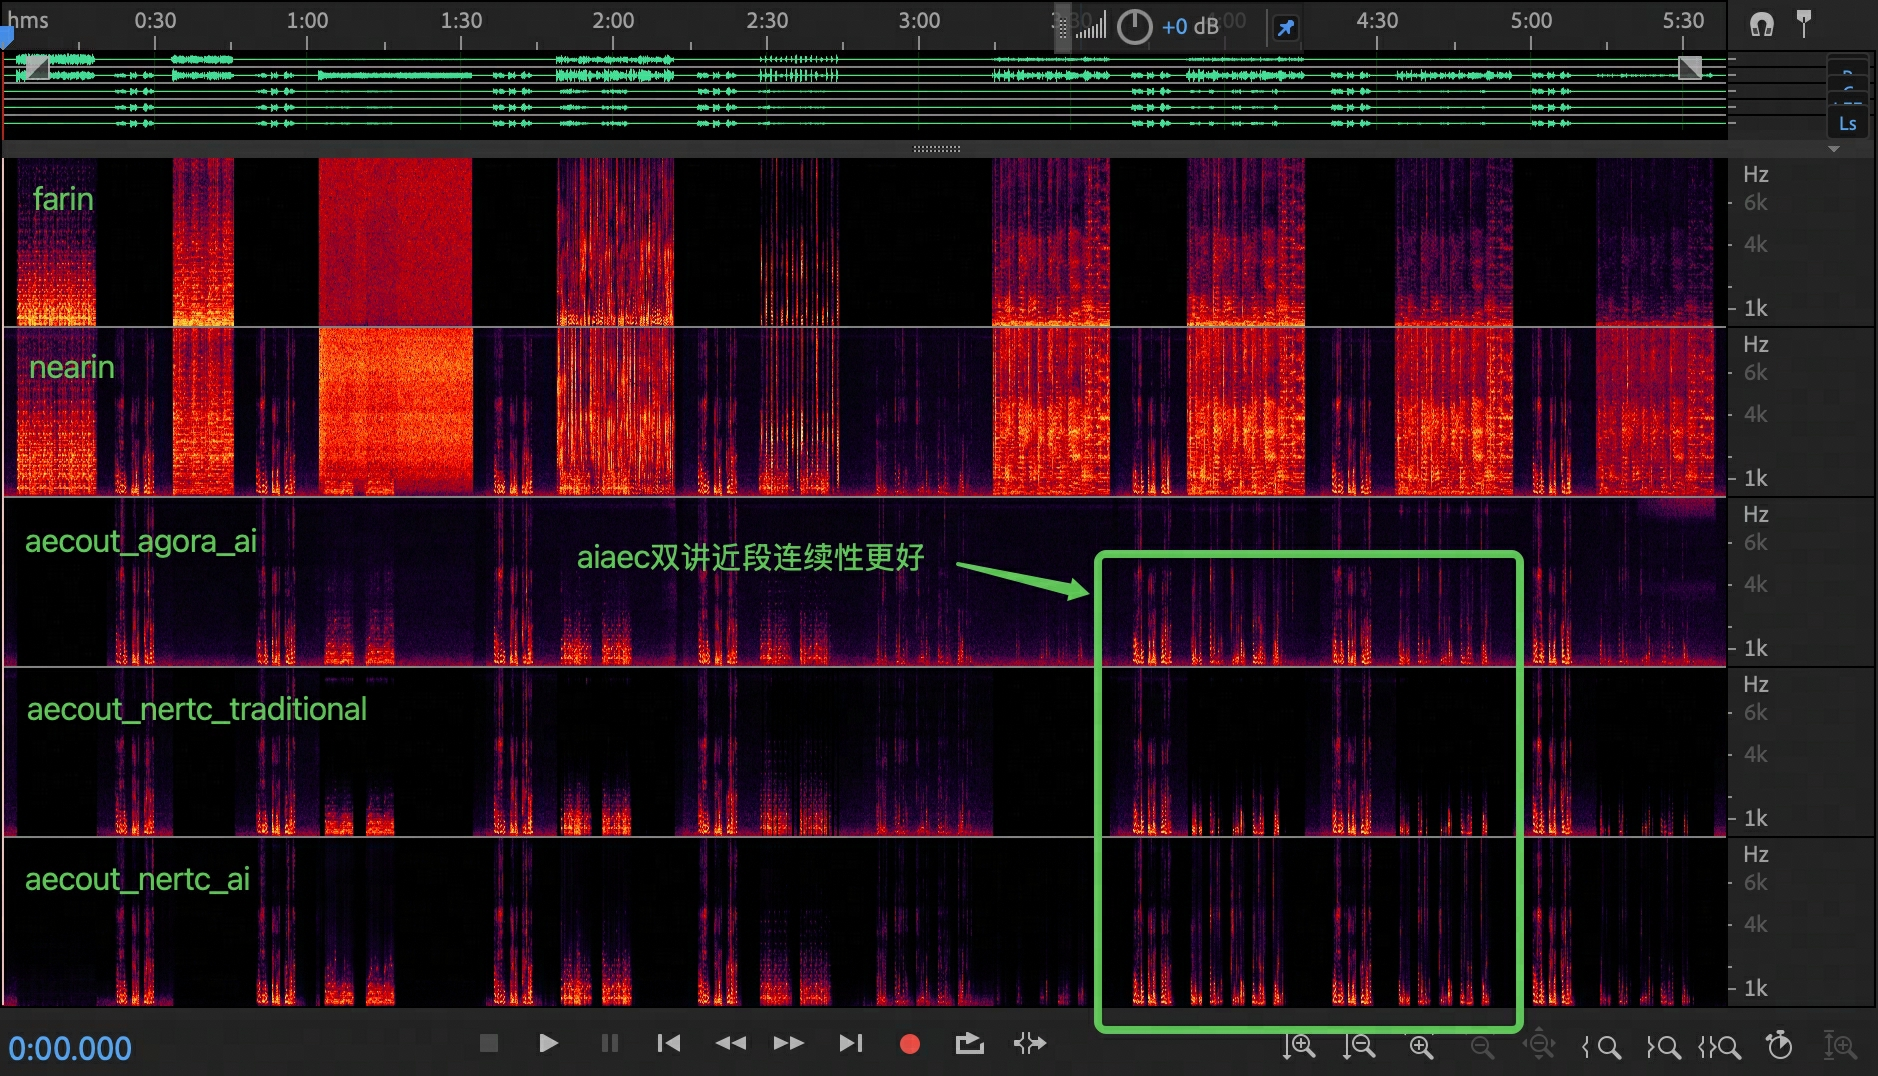 hms 0:30 1:00 1:30 2:00 2:30 3:00 +0 dB 4:00 4:30 5:00 5:30
Ls
farin
Hz
6k
4k
1k
nearin
Hz
6k
4k
1k
aecout_agora_ai
aiaec双讲近段连续性更好
Hz
6k
4k
1k
aecout_nertc_traditional
Hz
6k
4k
1k
aecout_nertc_ai
Hz
6k
4k
1k
0:00.000